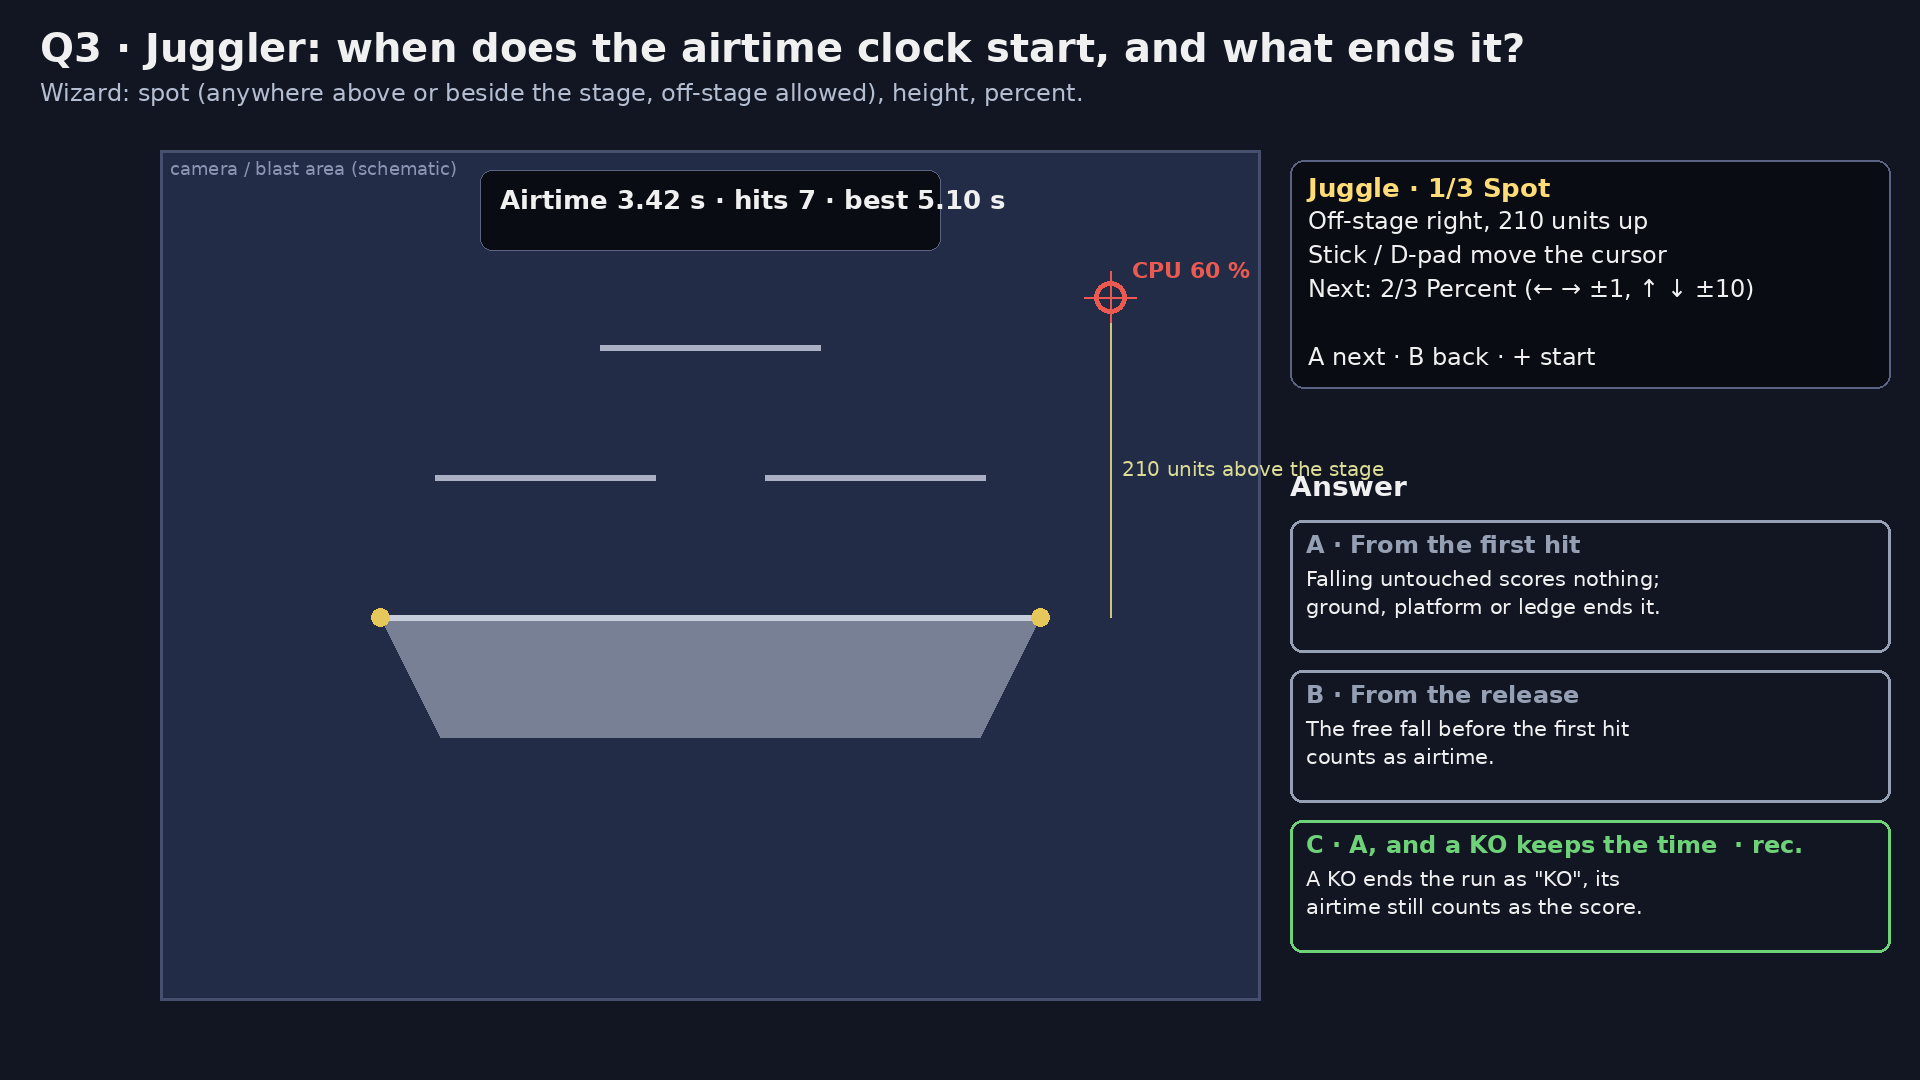 Q3 · Juggler: when does the airtime clock start, and what ends it?
Wizard: spot (anywhere above or beside the stage, off-stage allowed), height, percent.
camera / blast area (schematic)
Airtime 3.42 s · hits 7 · best 5.10 s
CPU 60 %
210 units above the stage
Juggle · 1/3 Spot
Off-stage right, 210 units up
Stick / D-pad move the cursor
Next: 2/3 Percent (← → ±1, ↑ ↓ ±10)
A next · B back · + start
Answer
A · From the first hit
Falling untouched scores nothing;
ground, platform or ledge ends it.
B · From the release
The free fall before the first hit
counts as airtime.
C · A, and a KO keeps the time · rec.
A KO ends the run as "KO", its
airtime still counts as the score.